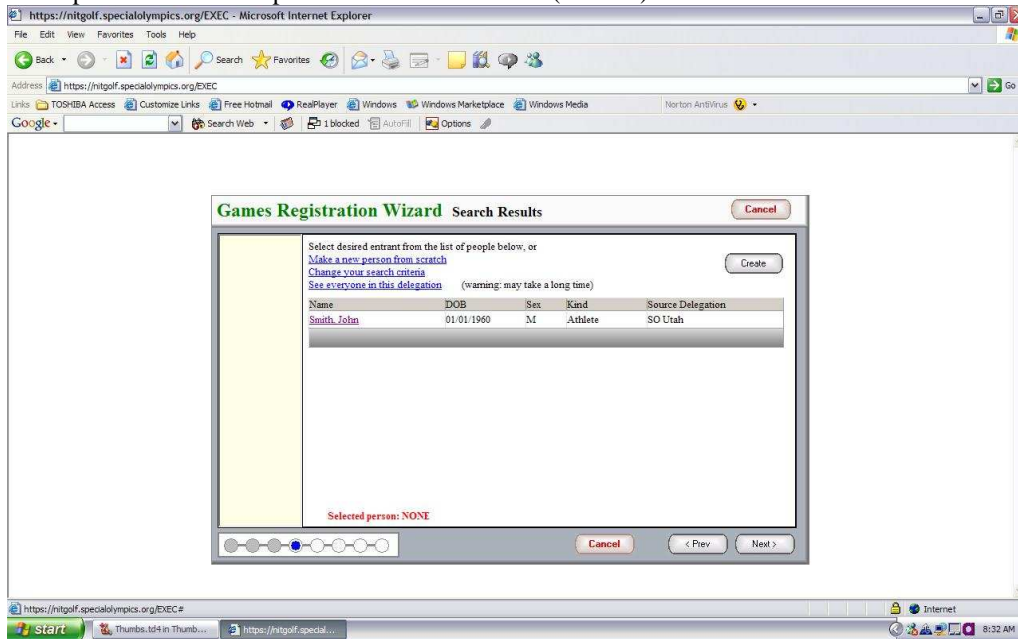 https://nitgolf.specialolympics.org/EXEC - Microsoft Internet Explorer
File Edit View Favorites Tools Help
Back Search Favorites
Address https://nitgolf.specialolympics.org/EXEC Go
Links TOSHIBA Access Customize Links Free Hotmail RealPlayer Windows Windows Marketplace Windows Media Norton AntiVirus
Google Search Web 1 blocked AutoFill Options
Games Registration Wizard Search Results Cancel
Select desired entrant from the list of people below, or
Make a new person from scratch
Create
Change your search criteria
See everyone in this delegation (warning: may take a long time)
Name DOB Sex Kind Source Delegation
Smith, John 01/01/1960 M Athlete SO Utah
Selected person: NONE
Cancel < Prev Next >
https://nitgolf.specialolympics.org/EXEC# Internet
start Thumbs.td4 in Thumb... https://nitgolf.special... 8:32 AM